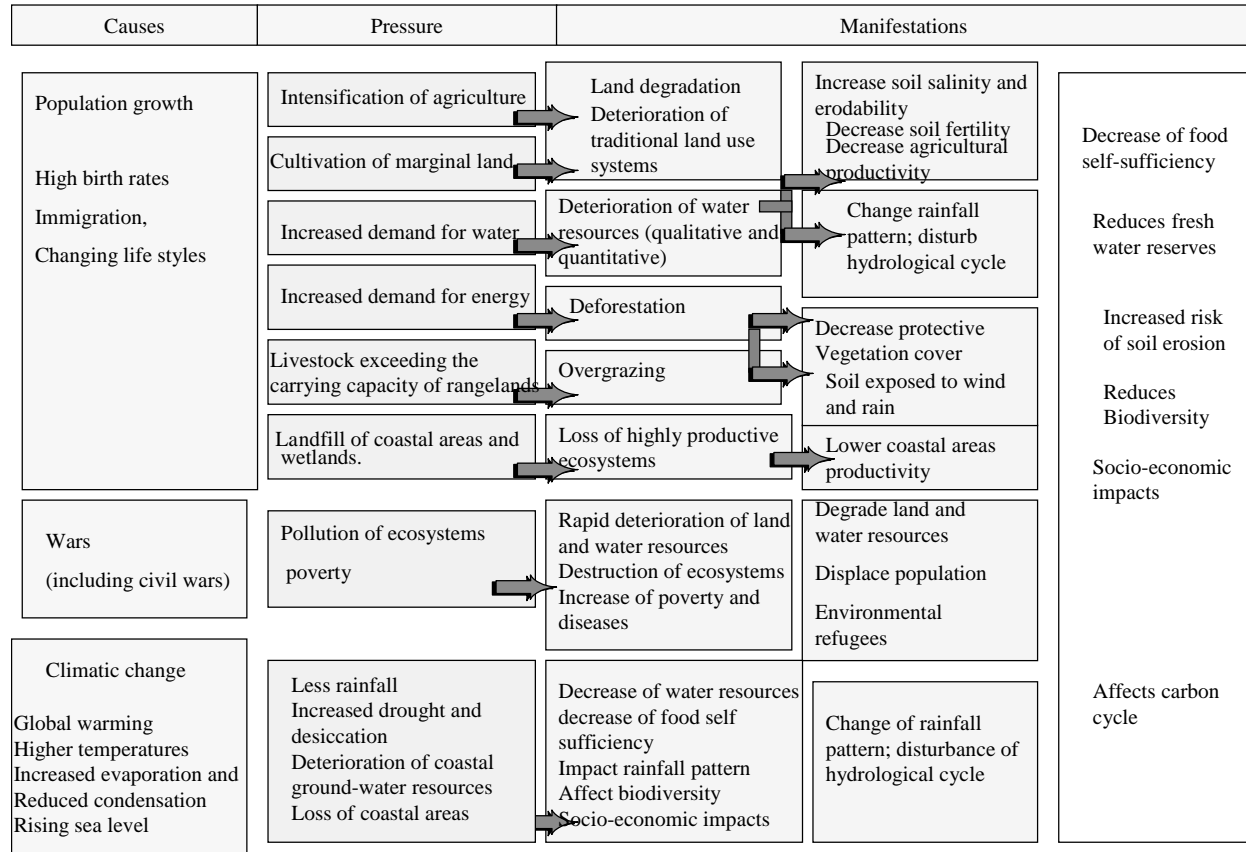 Causes
Pressure
Manifestations
Population growth
High birth rates
Immigration,
Changing life styles
Intensification of agriculture
Cultivation of marginal land
Increased demand for water
Increased demand for energy
Livestock exceeding the
carrying capacity of rangelands
Landfill of coastal areas and
wetlands.
Land degradation
Deterioration of
traditional land use
systems
Deterioration of water
resources (qualitative and
quantitative)
Deforestation
Overgrazing
Loss of highly productive
ecosystems
Increase soil salinity and
erodability
Decrease soil fertility
Decrease agricultural
productivity
Change rainfall
pattern; disturb
hydrological cycle
Decrease protective
Vegetation cover
Soil exposed to wind
and rain
Lower coastal areas
productivity
Wars
(including civil wars)
Pollution of ecosystems
poverty
Rapid deterioration of land
and water resources
Destruction of ecosystems
Increase of poverty and
diseases
Degrade land and
water resources
Displace population
Environmental
refugees
Climatic change
Global warming
Higher temperatures
Increased evaporation and
Reduced condensation
Rising sea level
Less rainfall
Increased drought and
desiccation
Deterioration of coastal
ground-water resources
Loss of coastal areas
Decrease of water resources
decrease of food self
sufficiency
Impact rainfall pattern
Affect biodiversity
Socio-economic impacts
Change of rainfall
pattern; disturbance of
hydrological cycle
Decrease of food
self-sufficiency
Reduces fresh
water reserves
Increased risk
of soil erosion
Reduces
Biodiversity
Socio-economic
impacts
Affects carbon
cycle